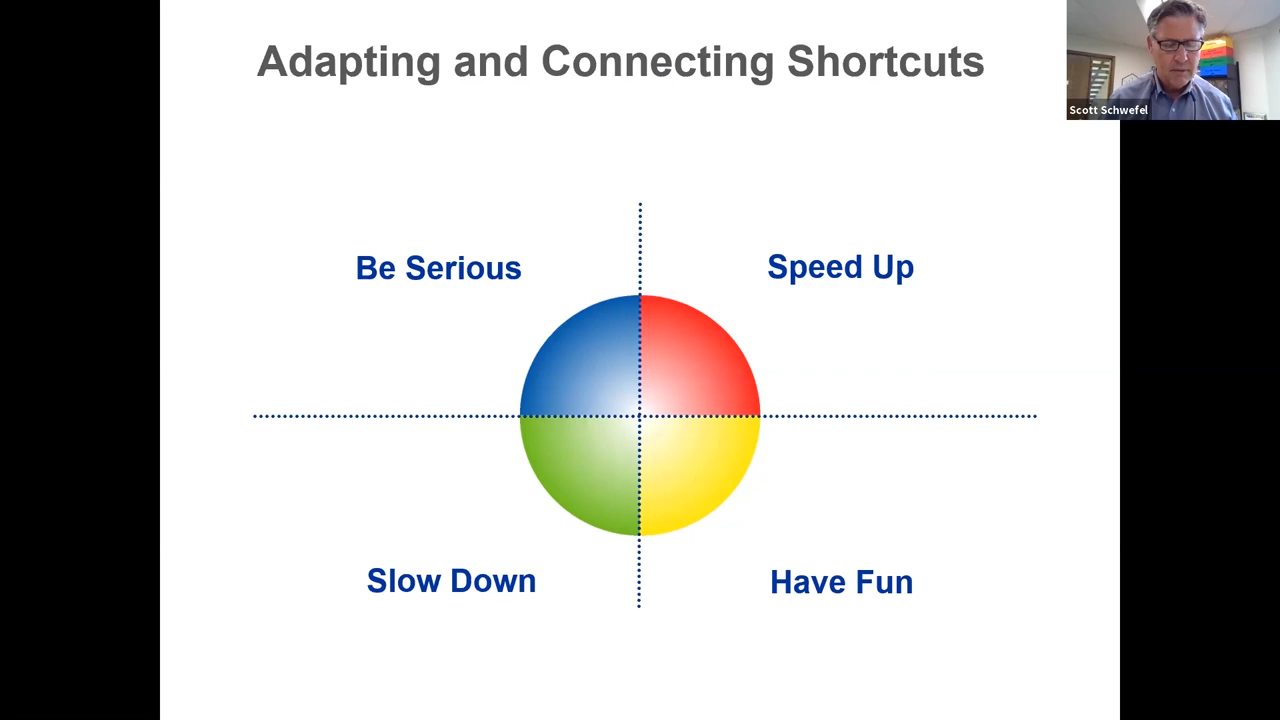 Adapting and Connecting Shortcuts
Scott Schwefel
Be Serious
Speed Up
Slow Down
Have Fun